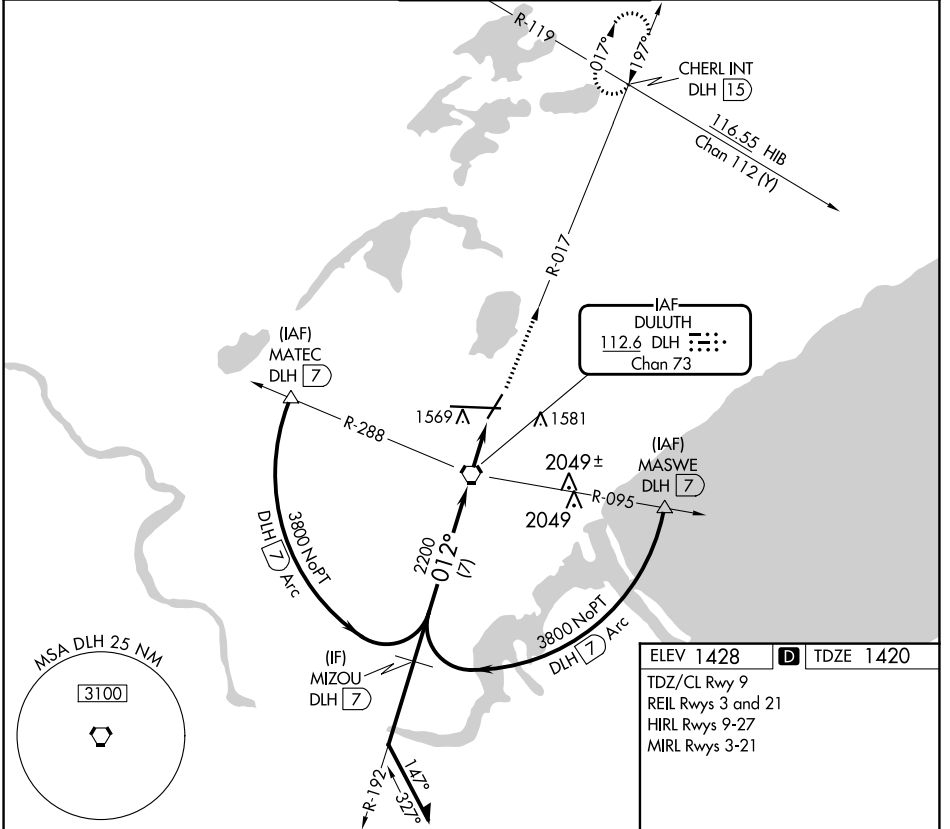 R-119
017°
197°
CHERL INT
DLH 15
116.55 HIB
Chan 112 (Y)
R-017
IAF
DULUTH
112.6 DLH
Chan 73
(IAF)
MATEC
DLH 7
R-288
1569
1581
2049±
2049
R-095
(IAF)
MASWE
DLH 7
3800 NoPT
DLH 7 Arc
2200
012°
(7)
3800 NoPT
DLH 7 Arc
(IF)
MIZOU
DLH 7
R-192
147°
327°
MSA DLH 25 NM
3100
ELEV 1428 D TDZE 1420
TDZ/CL Rwy 9
REIL Rwys 3 and 21
HIRL Rwys 9-27
MIRL Rwys 3-21